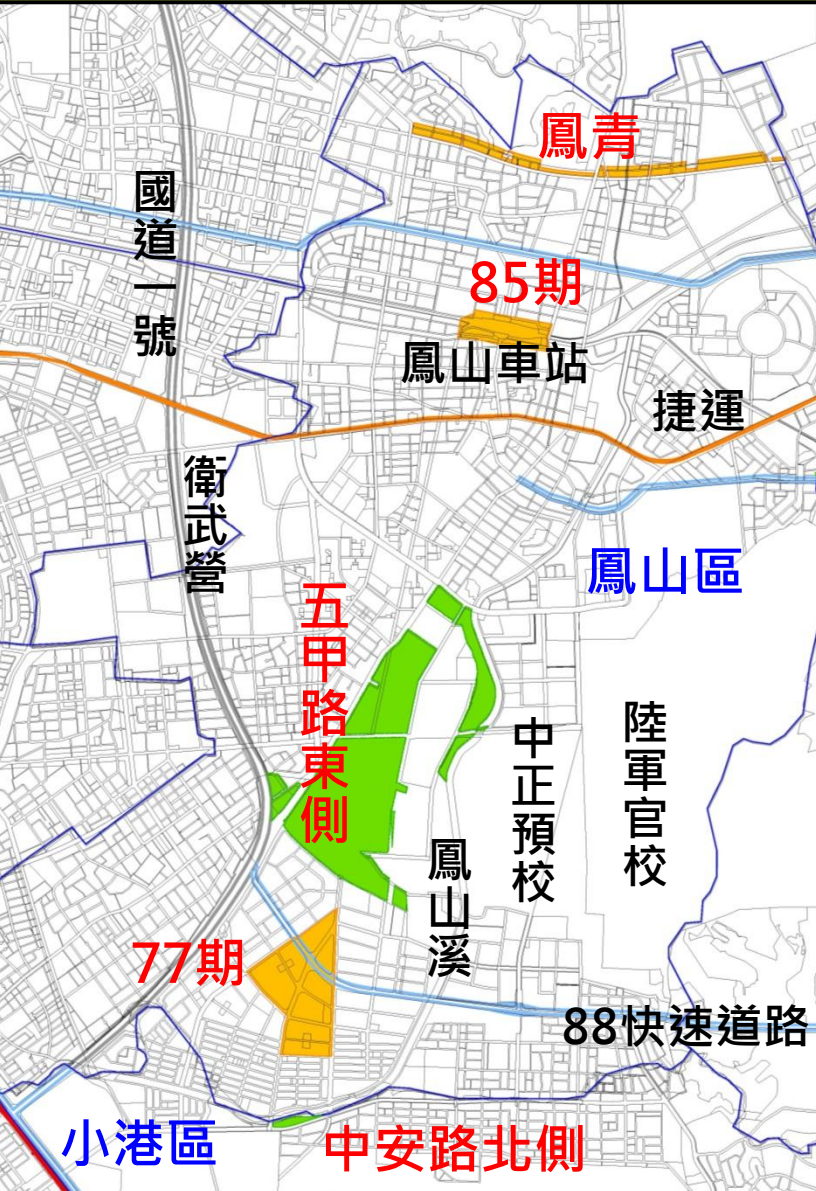 鳳青
國道一號
85期
鳳山車站
捷運
衛武營
鳳山區
五甲路東側
中正預校
陸軍官校
鳳山溪
77期
88快速道路
小港區
中安路北側